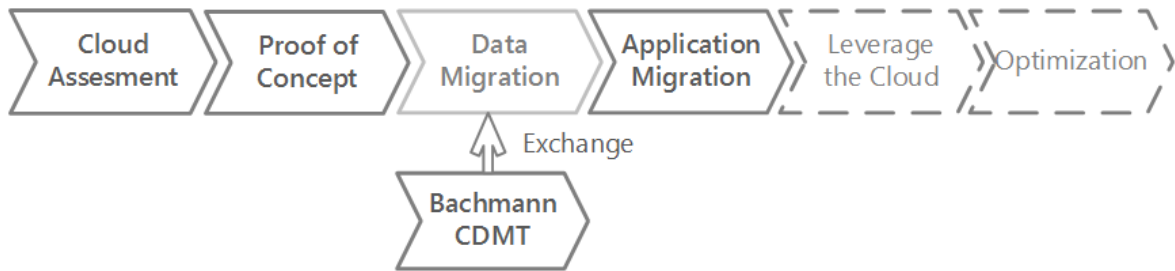 Cloud
Assesment
Proof of
Concept
Data
Migration
Application
Migration
Leverage
the Cloud
Optimization
Exchange
Bachmann
CDMT